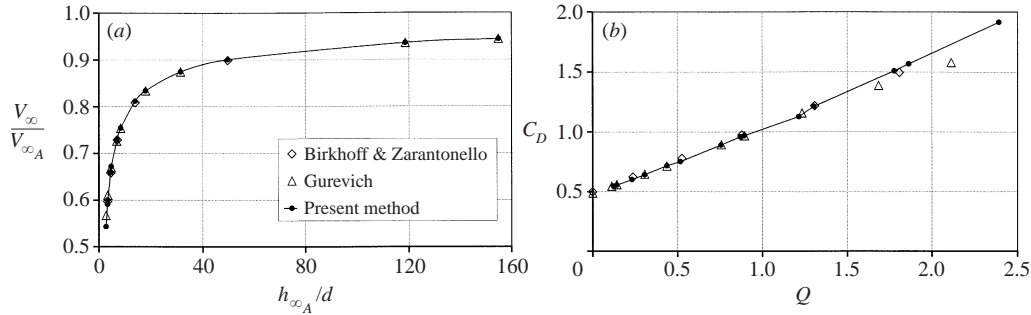 (a)
1.0
0.9
0.8
0.7
0.6
0.5
V∞
V∞A
◇ Birkhoff & Zarantonello
△ Gurevich
Present method
0 40 80 120 160
h∞A/d
(b)
2.0
1.5
CD
1.0
0.5
0 0.5 1.0 1.5 2.0 2.5
Q